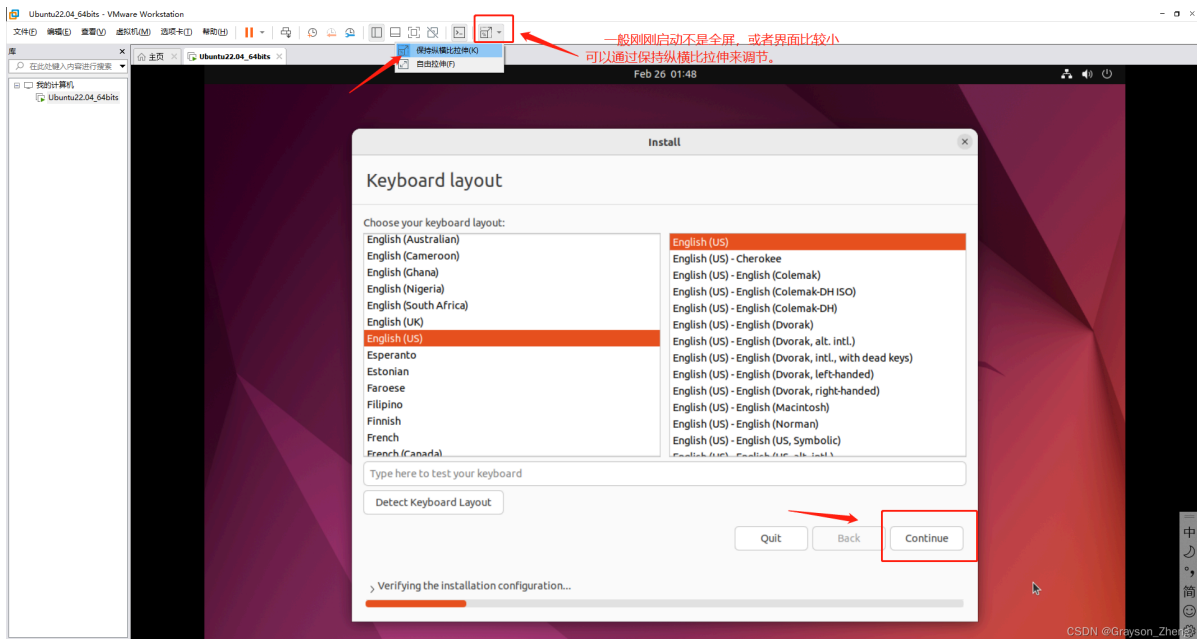 Ubuntu22.04_64bits - VMware Workstation
文件(F) 编辑(E) 查看(V) 虚拟机(M) 选项卡(T) 帮助(H)
一般刚刚启动不是全屏，或者界面比较小
可以通过保持纵横比拉伸来调节。
保持纵横比拉伸(K)
自由拉伸(F)
库
主页
Ubuntu22.04_64bits
在此处键入内容进行搜索
我的计算机
Ubuntu22.04_64bits
Feb 26 01:48
Install
Keyboard layout
Choose your keyboard layout:
English (Australian)
English (Cameroon)
English (Ghana)
English (Nigeria)
English (South Africa)
English (UK)
English (US)
Esperanto
Estonian
Faroese
Filipino
Finnish
French
French (Canada)
English (US)
English (US) - Cherokee
English (US) - English (Colemak)
English (US) - English (Colemak-DH ISO)
English (US) - English (Colemak-DH)
English (US) - English (Dvorak)
English (US) - English (Dvorak, alt. intl.)
English (US) - English (Dvorak, intl., with dead keys)
English (US) - English (Dvorak, left-handed)
English (US) - English (Dvorak, right-handed)
English (US) - English (Macintosh)
English (US) - English (Norman)
English (US) - English (US, Symbolic)
English (US) - English (US, alt. intl.)
Type here to test your keyboard
Detect Keyboard Layout
Quit
Back
Continue
Verifying the installation configuration...
中
简
CSDN @Grayson_Zheng